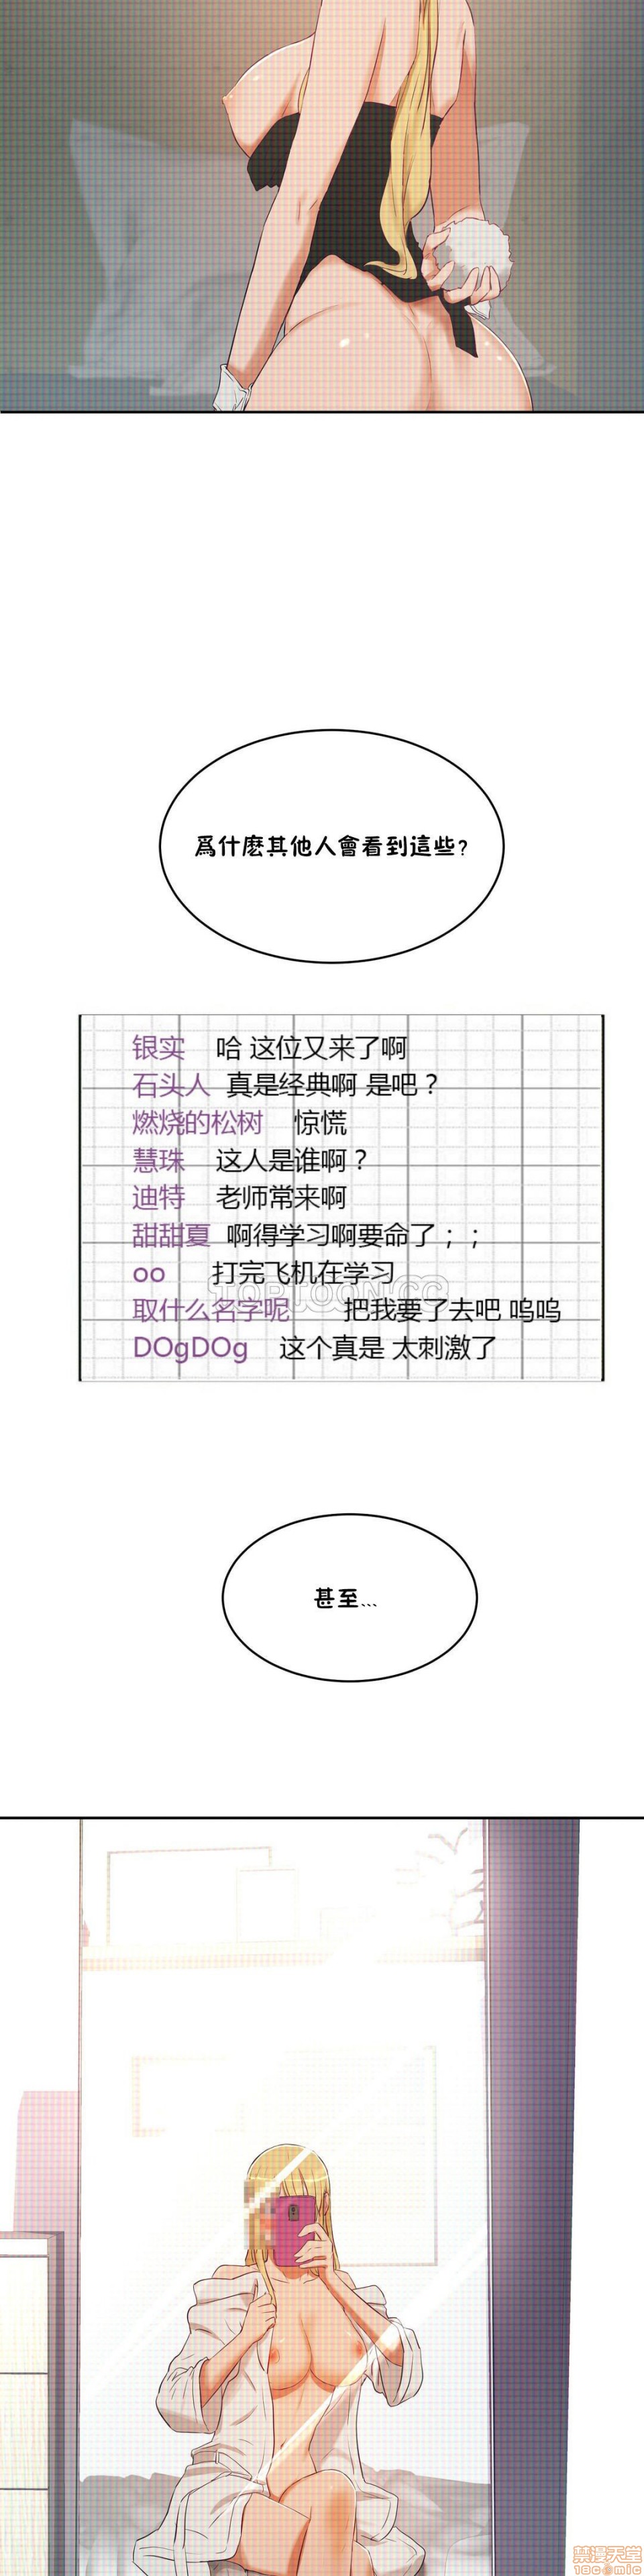 爲什麽其他人會看到這些?
银实 哈 这位又来了啊
石头人 真是经典啊 是吧？
燃烧的松树 惊慌
慧珠 这人是谁啊？
迪特 老师常来啊
甜甜夏 啊得学习啊要命了；；
oo 打完飞机在学习
TOPTOON.CC
取什么名字呢 把我要了去吧 呜呜
DOgDOg 这个真是 太刺激了
甚至...
禁漫天堂
18comic